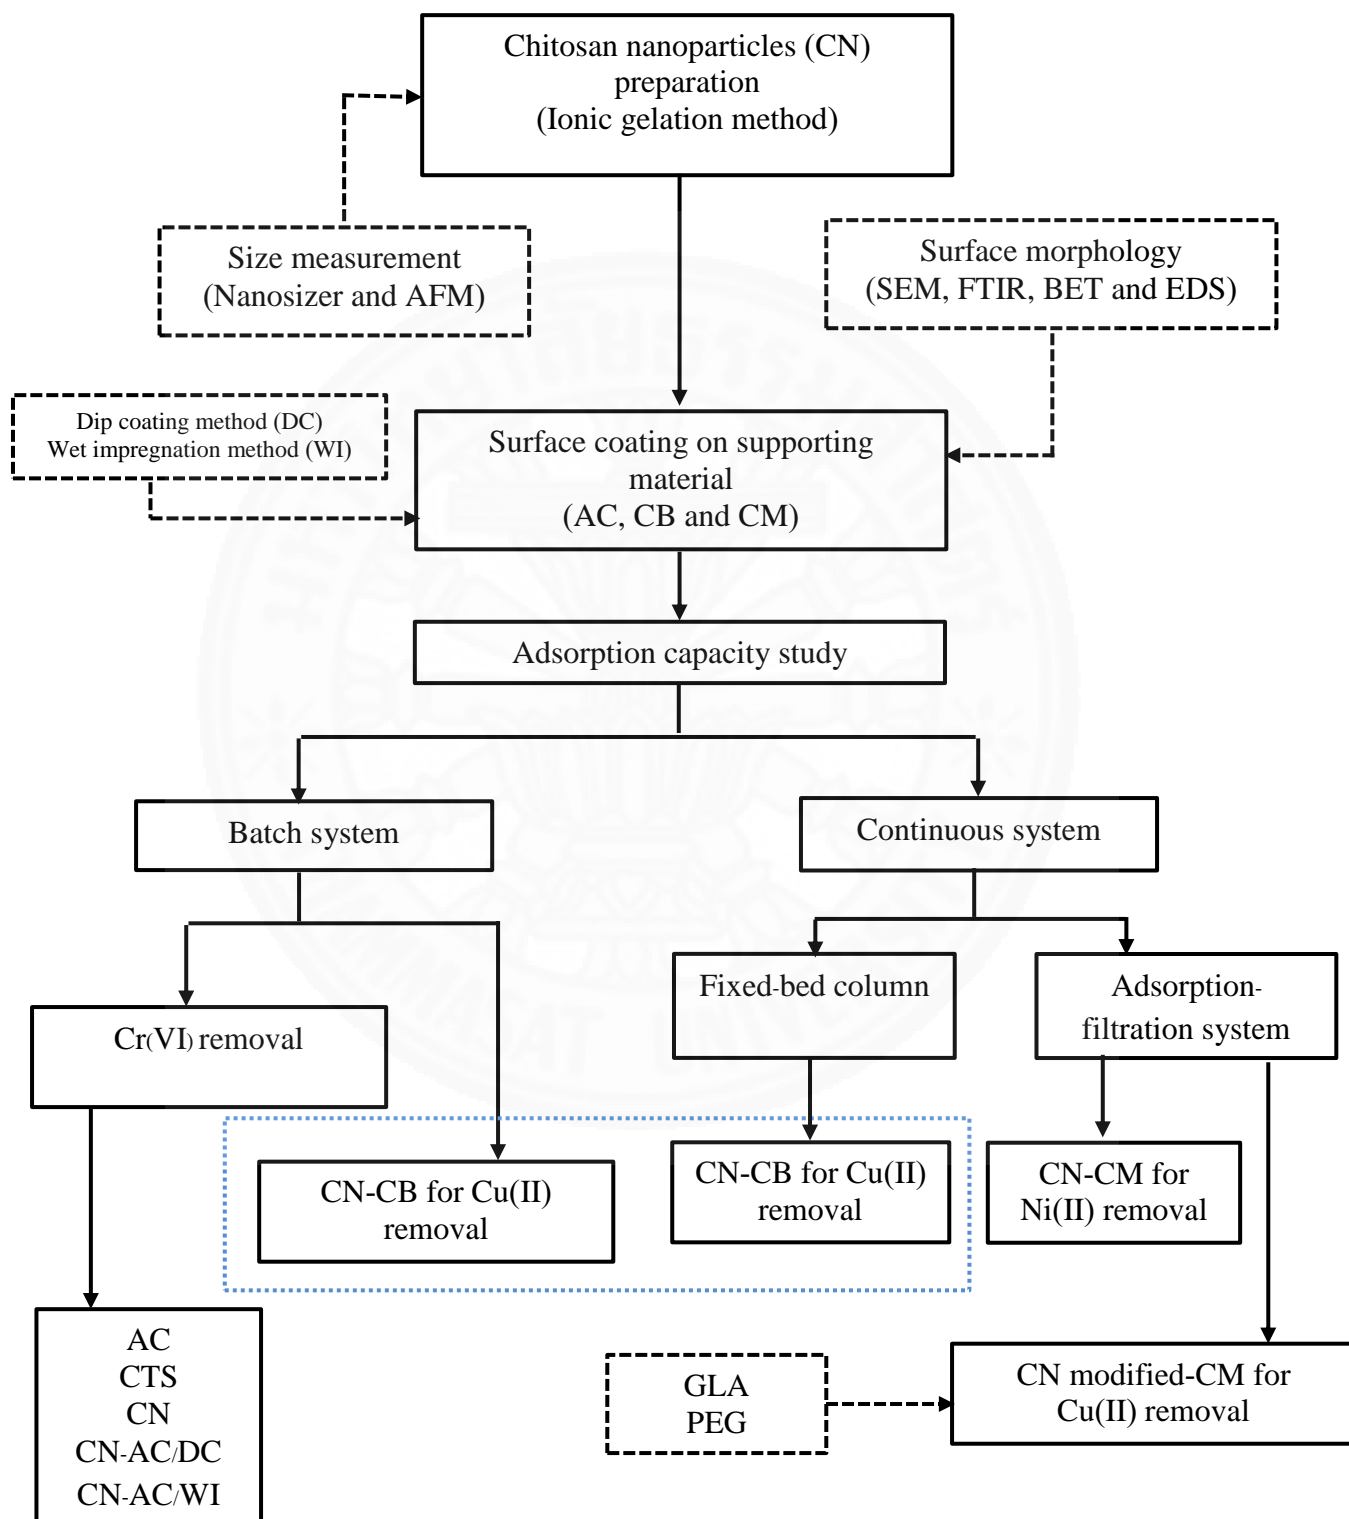 Chitosan nanoparticles (CN)
preparation
(Ionic gelation method)
Size measurement
(Nanosizer and AFM)
Surface morphology
(SEM, FTIR, BET and EDS)
Dip coating method (DC)
Wet impregnation method (WI)
Surface coating on supporting
material
(AC, CB and CM)
Adsorption capacity study
Batch system
Continuous system
Fixed-bed column
Adsorption-
filtration system
Cr(VI) removal
CN-CB for Cu(II)
removal
CN-CB for Cu(II)
removal
CN-CM for
Ni(II) removal
AC
CTS
CN
CN-AC/DC
CN-AC/WI
GLA
PEG
CN modified-CM for
Cu(II) removal